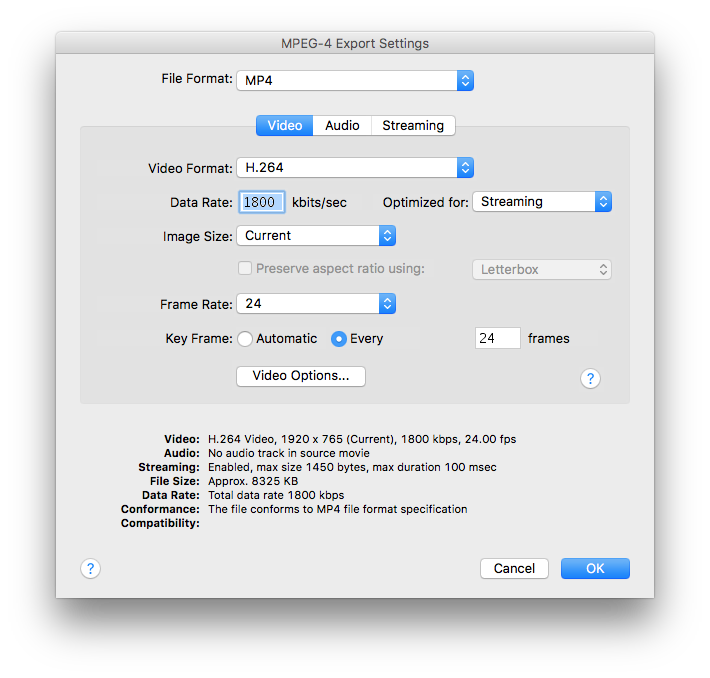 MPEG-4 Export Settings
File Format: MP4
Video Audio Streaming
Video Format: H.264
Data Rate: 1800 kbits/sec Optimized for: Streaming
Image Size: Current
Preserve aspect ratio using: Letterbox
Frame Rate: 24
Key Frame: Automatic Every 24 frames
Video Options...
?
Video: H.264 Video, 1920 x 765 (Current), 1800 kbps, 24.00 fps
Audio: No audio track in source movie
Streaming: Enabled, max size 1450 bytes, max duration 100 msec
File Size: Approx. 8325 KB
Data Rate: Total data rate 1800 kbps
Conformance: The file conforms to MP4 file format specification
Compatibility:
? Cancel OK